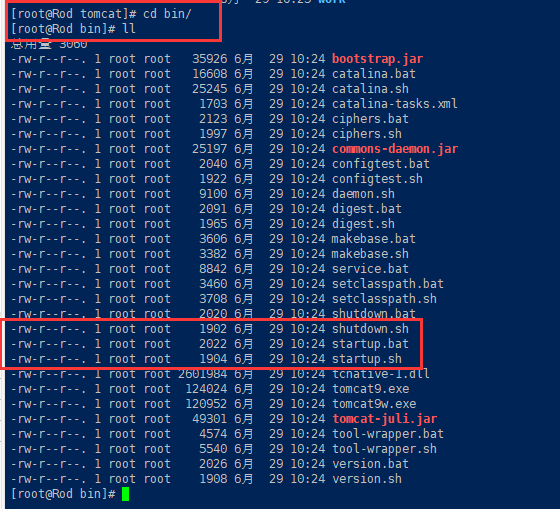 [root@Rod tomcat]# cd bin/
[root@Rod bin]# ll
总用量 3060
-rw-r--r--. 1 root root   35926 6月  29 10:24 bootstrap.jar
-rw-r--r--. 1 root root   16608 6月  29 10:24 catalina.bat
-rw-r--r--. 1 root root   25245 6月  29 10:24 catalina.sh
-rw-r--r--. 1 root root    1703 6月  29 10:24 catalina-tasks.xml
-rw-r--r--. 1 root root    2123 6月  29 10:24 ciphers.bat
-rw-r--r--. 1 root root    1997 6月  29 10:24 ciphers.sh
-rw-r--r--. 1 root root   25197 6月  29 10:24 commons-daemon.jar
-rw-r--r--. 1 root root    2040 6月  29 10:24 configtest.bat
-rw-r--r--. 1 root root    1922 6月  29 10:24 configtest.sh
-rw-r--r--. 1 root root    9100 6月  29 10:24 daemon.sh
-rw-r--r--. 1 root root    2091 6月  29 10:24 digest.bat
-rw-r--r--. 1 root root    1965 6月  29 10:24 digest.sh
-rw-r--r--. 1 root root    3606 6月  29 10:24 makebase.bat
-rw-r--r--. 1 root root    3382 6月  29 10:24 makebase.sh
-rw-r--r--. 1 root root    8842 6月  29 10:24 service.bat
-rw-r--r--. 1 root root    3460 6月  29 10:24 setclasspath.bat
-rw-r--r--. 1 root root    3708 6月  29 10:24 setclasspath.sh
-rw-r--r--. 1 root root    2020 6月  29 10:24 shutdown.bat
-rw-r--r--. 1 root root    1902 6月  29 10:24 shutdown.sh
-rw-r--r--. 1 root root    2022 6月  29 10:24 startup.bat
-rw-r--r--. 1 root root    1904 6月  29 10:24 startup.sh
-rw-r--r--. 1 root root 2601984 6月  29 10:24 tcnative-1.dll
-rw-r--r--. 1 root root  124024 6月  29 10:24 tomcat9.exe
-rw-r--r--. 1 root root  120952 6月  29 10:24 tomcat9w.exe
-rw-r--r--. 1 root root   49301 6月  29 10:24 tomcat-juli.jar
-rw-r--r--. 1 root root    4574 6月  29 10:24 tool-wrapper.bat
-rw-r--r--. 1 root root    5540 6月  29 10:24 tool-wrapper.sh
-rw-r--r--. 1 root root    2026 6月  29 10:24 version.bat
-rw-r--r--. 1 root root    1908 6月  29 10:24 version.sh
[root@Rod bin]#